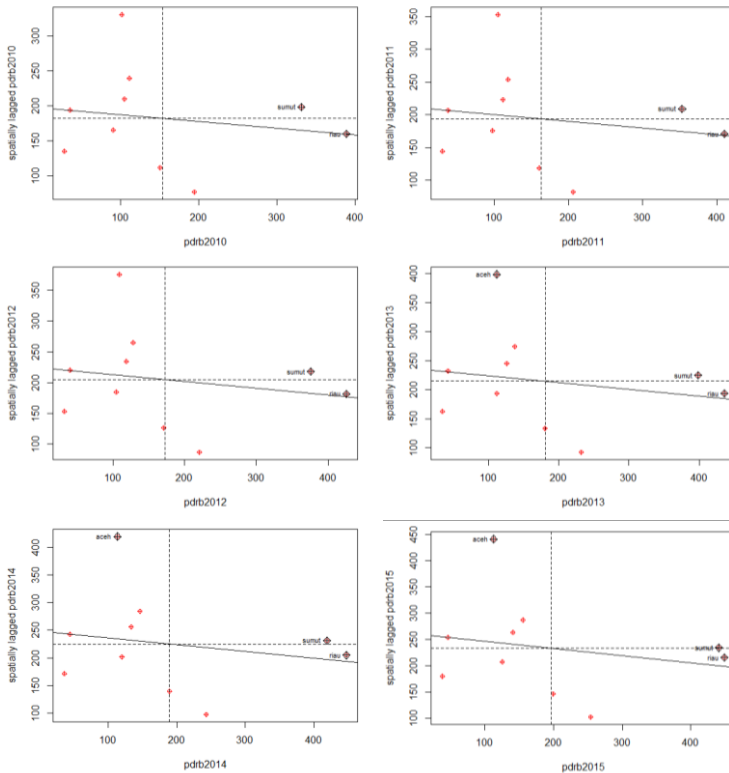 spatially lagged pdrb2010
100 150 200 250 300
sumut
riau
100 200 300 400
pdrb2010
spatially lagged pdrb2011
100 150 200 250 300 350
sumut
riau
100 200 300 400
pdrb2011
spatially lagged pdrb2012
100 150 200 250 300 350
sumut
riau
100 200 300 400
pdrb2012
spatially lagged pdrb2013
100 150 200 250 300 350 400
aceh
sumut
riau
100 200 300 400
pdrb2013
spatially lagged pdrb2014
100 150 200 250 300 350 400
aceh
sumut
riau
100 200 300 400
pdrb2014
spatially lagged pdrb2015
100 150 200 250 300 350 400 450
aceh
sumut
riau
100 200 300 400
pdrb2015